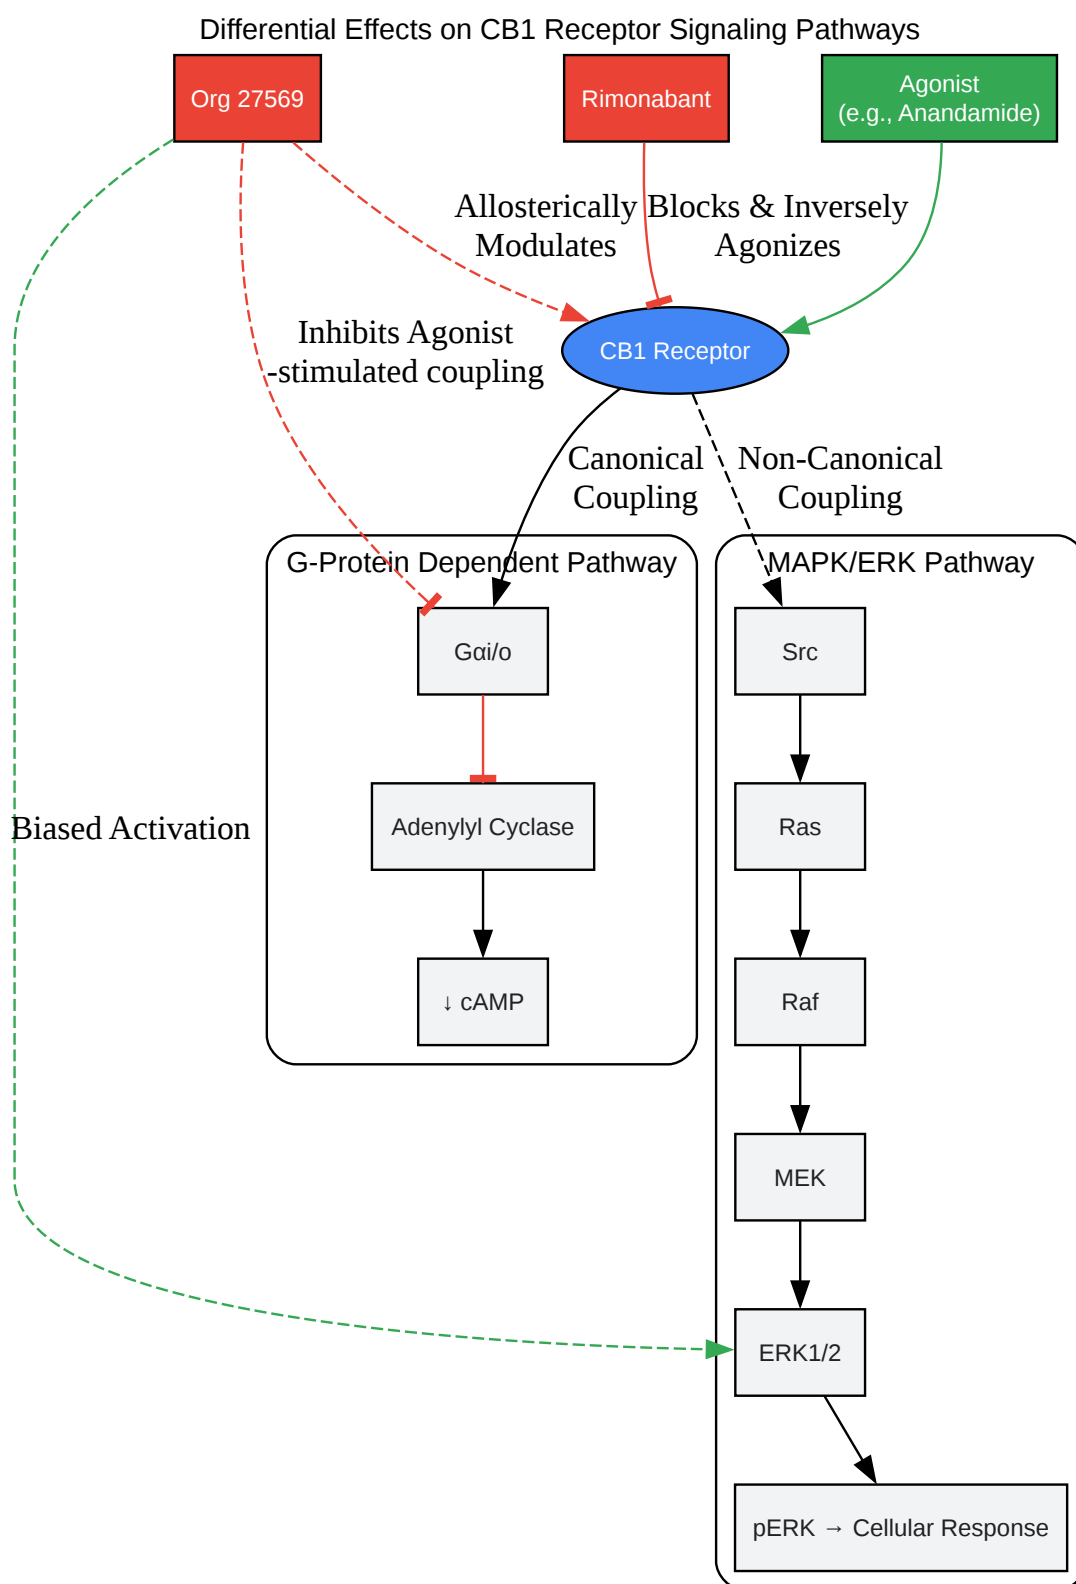 Differential Effects on CB1 Receptor Signaling Pathways
Org 27569
Rimonabant
Agonist
(e.g., Anandamide)
Allosterically
Modulates
Blocks & Inversely
Agonizes
Inhibits Agonist
-stimulated coupling
CB1 Receptor
Canonical
Coupling
Non-Canonical
Coupling
G-Protein Dependent Pathway
MAPK/ERK Pathway
Gαi/o
Src
Biased Activation
Adenylyl Cyclase
Ras
↓ cAMP
Raf
MEK
ERK1/2
pERK → Cellular Response